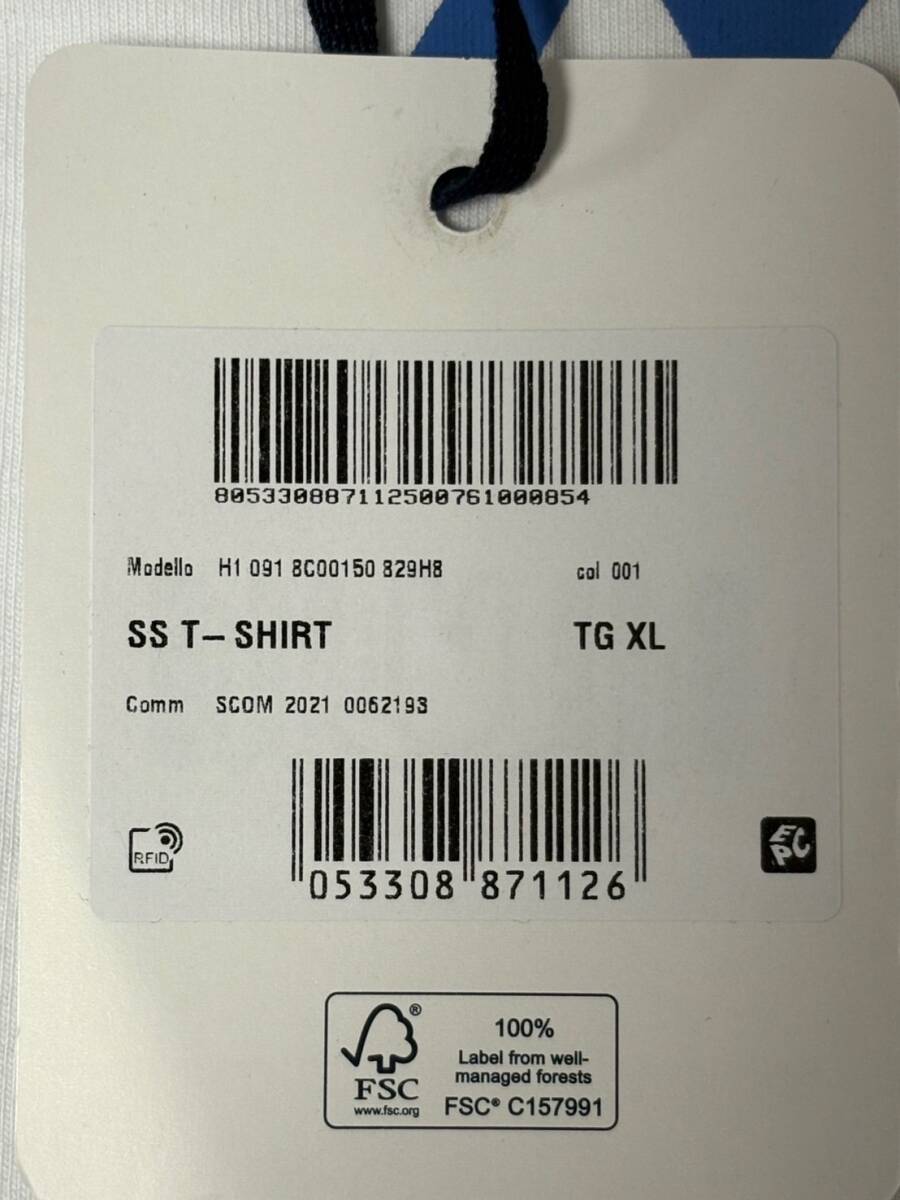 805330887112500761000854
Modello H1 091 8C00150 829H8 col 001
SS T-SHIRT TG XL
Comm SCOM 2021 0062193
RFID
053308 871126
EPC
® 100%
Label from well-
managed forests
FSC
www.fsc.org FSC® C157991